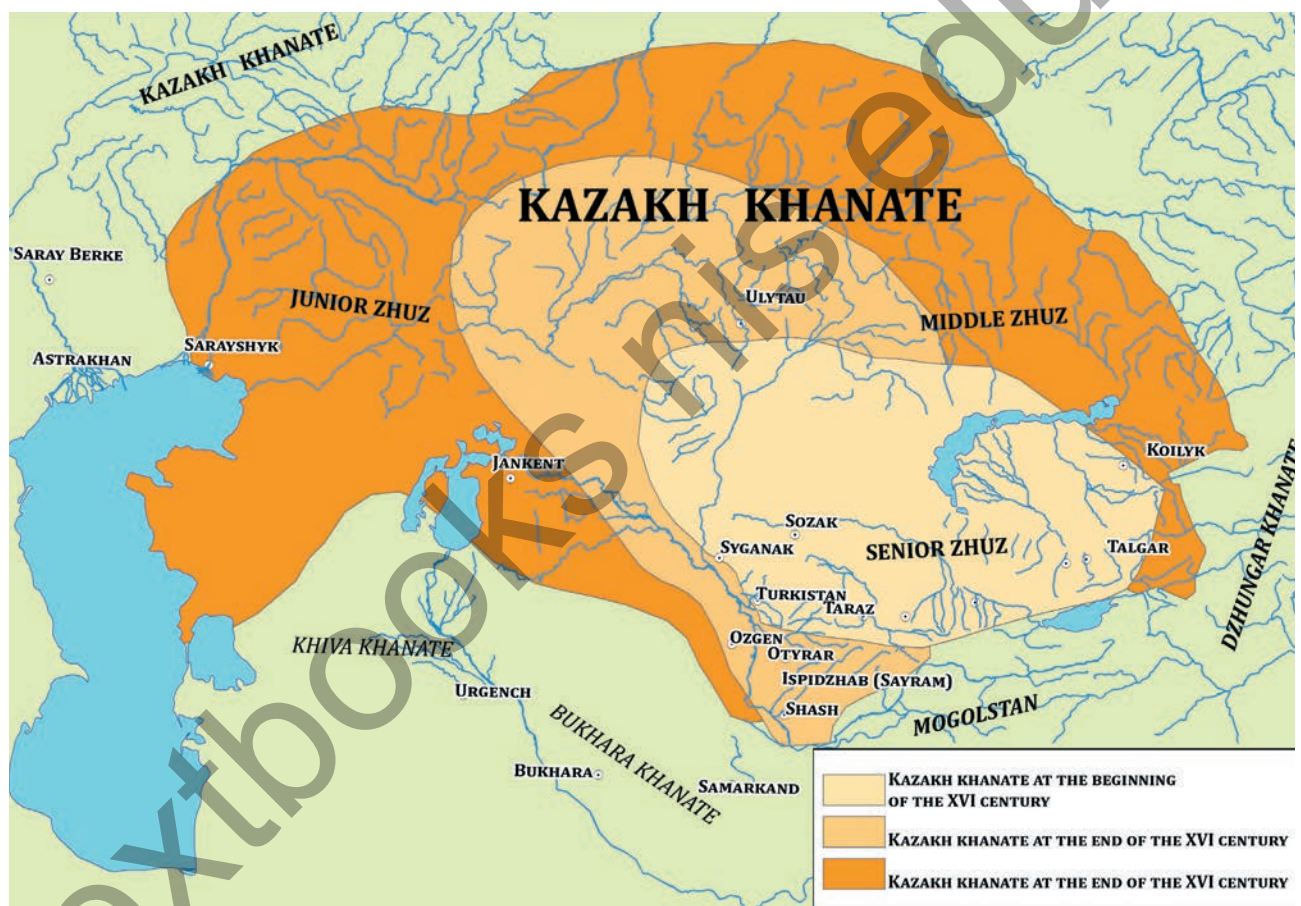 KAZAKH KHANATE
KAZAKH KHANATE
SARAY BERKE
ULYTAU
JUNIOR ZHUZ
MIDDLE ZHUZ
SARAYSHYK
ASTRAKHAN
KOILYK
JANKENT
SOZAK
SYGANAK
SENIOR ZHUZ
TALGAR
DZHUNGAR KHANATE
TURKISTAN
TARAZ
OZGEN
OTYRAR
KHIVA KHANATE
ISPIDZHAB (SAYRAM)
URGENCH
SHASH
MOGOLSTAN
BUKHARA KHANATE
BUKHARA
SAMARKAND
KAZAKH KHANATE AT THE BEGINNING
OF THE XVI CENTURY
KAZAKH KHANATE AT THE END OF THE XVI CENTURY
KAZAKH KHANATE AT THE END OF THE XVI CENTURY
extbooks nis edu